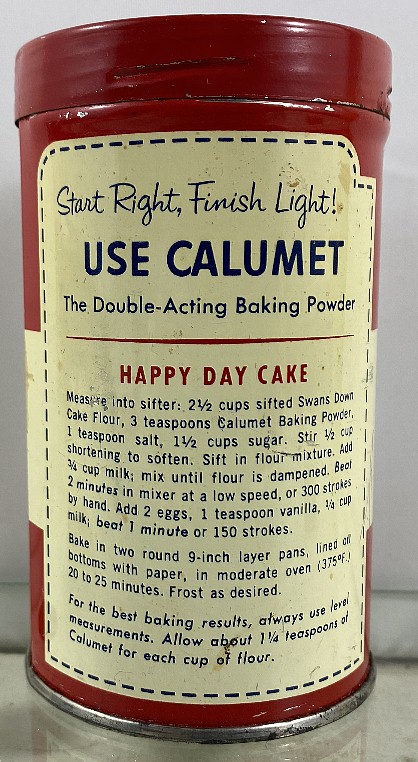 Start Right, Finish Light!
USE CALUMET
The Double-Acting Baking Powder
HAPPY DAY CAKE
Measure into sifter: 2½ cups sifted Swans Down
Cake Flour, 3 teaspoons Calumet Baking Powder,
1 teaspoon salt, 1½ cups sugar. Stir ½ cup
shortening to soften. Sift in flour mixture. Add
¾ cup milk; mix until flour is dampened. Beat
2 minutes in mixer at a low speed, or 300 strokes
by hand. Add 2 eggs, 1 teaspoon vanilla, ¼ cup
milk; beat 1 minute or 150 strokes.
Bake in two round 9-inch layer pans, lined on
bottoms with paper, in moderate oven (375°F.)
20 to 25 minutes. Frost as desired.
For the best baking results, always use level
measurements. Allow about 1¼ teaspoons of
Calumet for each cup of flour.